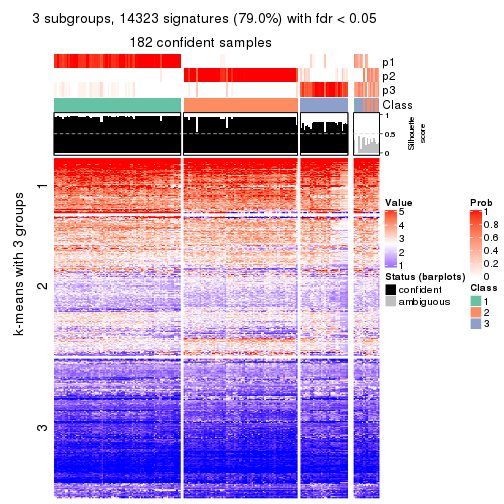 3 subgroups, 14323 signatures (79.0%) with fdr < 0.05
182 confident samples
p1
p2
p3
Class
1
0.5
0
Silhouette
score
k-means with 3 groups
1
2
3
Value
5
4
3
2
1
Status (barplots)
confident
ambiguous
Prob
1
0.8
0.6
0.4
0.2
0
Class
1
2
3